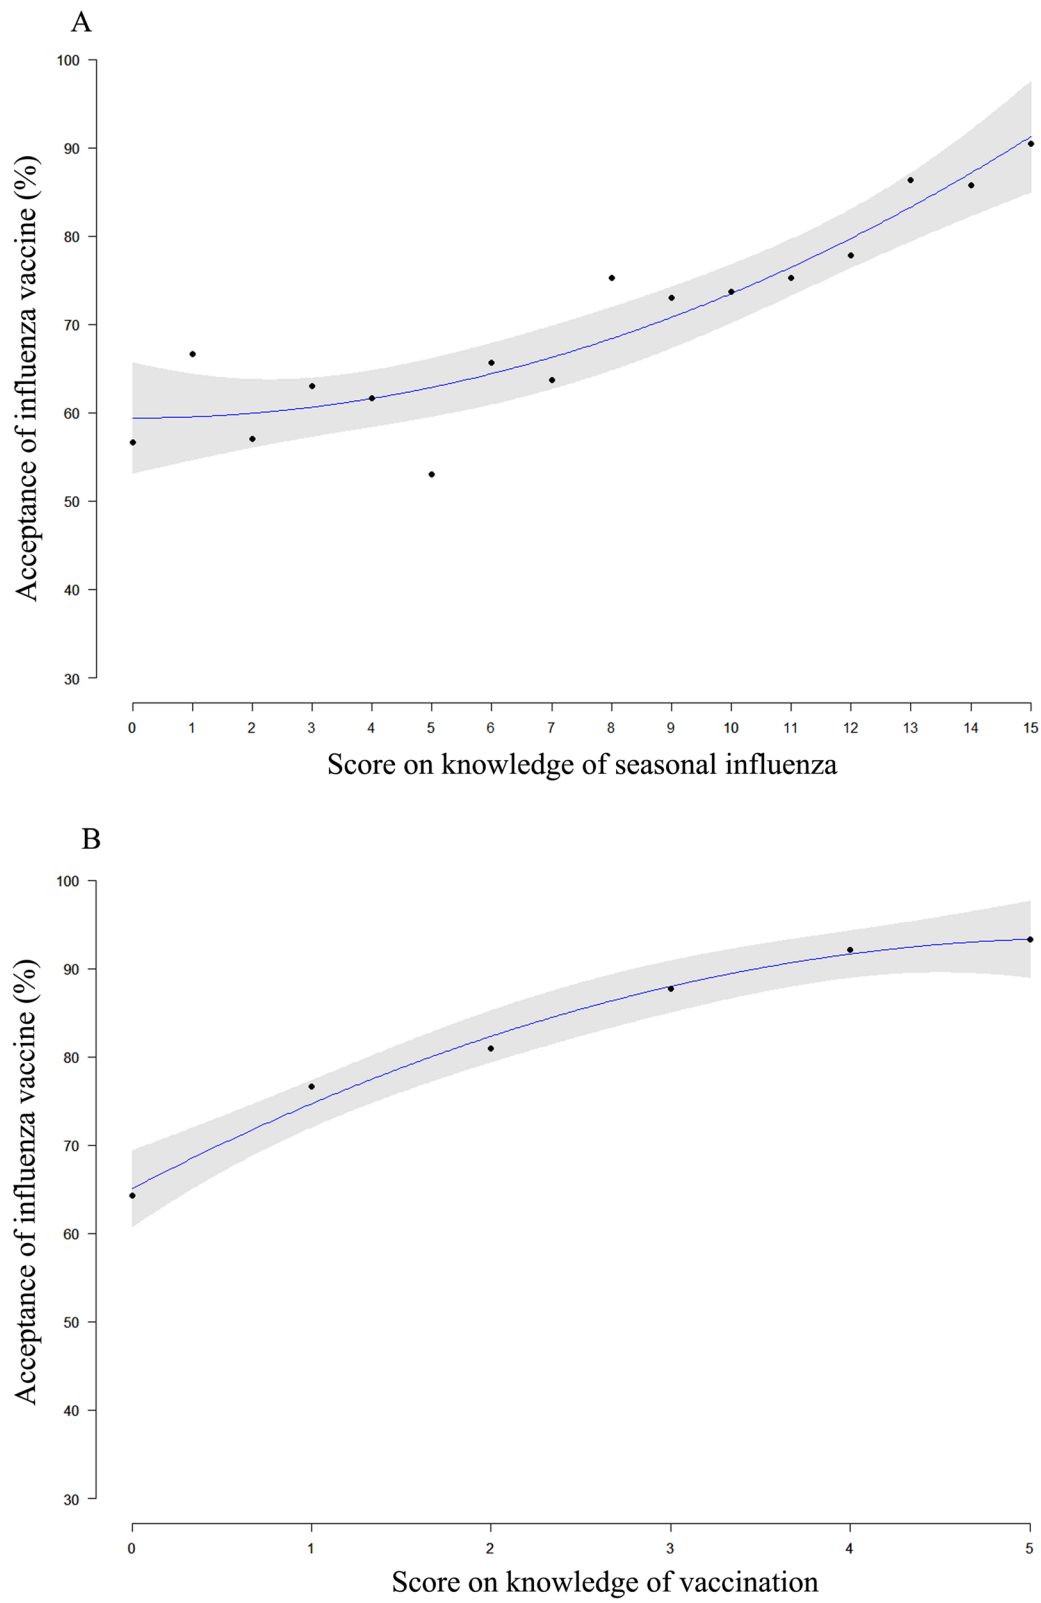 A
100
90
80
70
60
50
40
30
Acceptance of influenza vaccine (%)
0 1 2 3 4 5 6 7 8 9 10 11 12 13 14 15
Score on knowledge of seasonal influenza
B
100
90
80
70
60
50
40
30
Acceptance of influenza vaccine (%)
0 1 2 3 4 5
Score on knowledge of vaccination